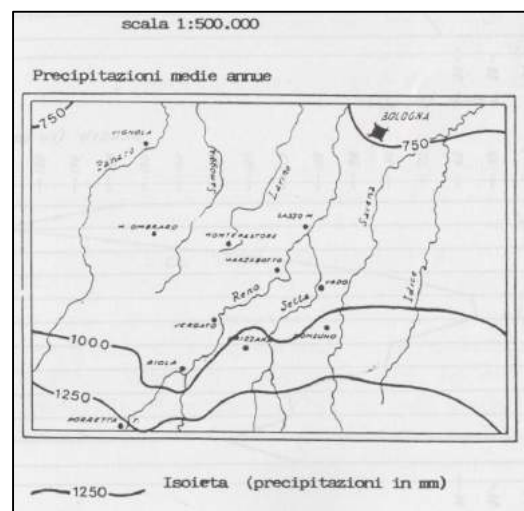 scala 1:500.000
Precipitazioni medie annue
750
BOLOGNA
750
VIGNOLA
Panaro
Samoggia
Lavino
Savena
SASSO M.
M. OMBRARO
MONTEPASTORE
MARZABOTTO
Idice
Reno
VADO
Setta
VERGATO
1000
GRIZZANA
MONZUNO
RIOLA
1250
PORRETTA T.
1250 Isoieta (precipitazioni in mm)